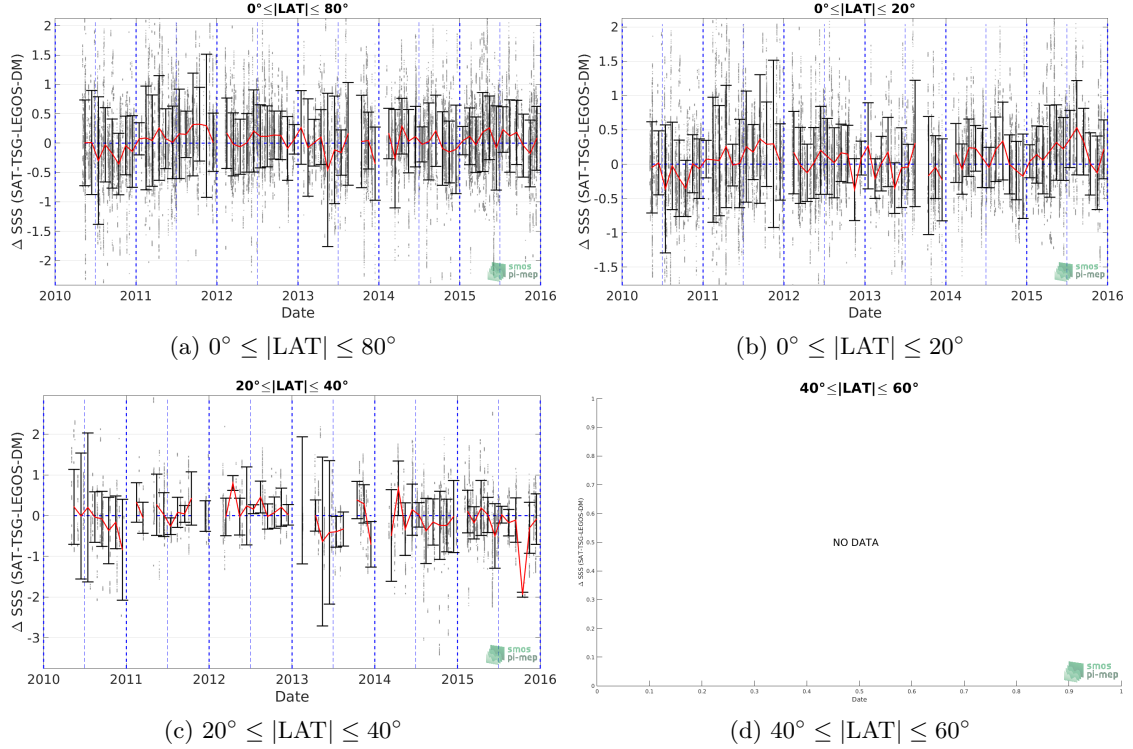 0°≤|LAT|≤ 80°
Δ SSS (SAT-TSG-LEGOS-DM)
2
1.5
1
0.5
0
-0.5
-1
-1.5
-2
smos
pi-mep
2010 2011 2012 2013 2014 2015 2016
Date
(a) 0° ≤ |LAT| ≤ 80°
0°≤|LAT|≤ 20°
Δ SSS (SAT-TSG-LEGOS-DM)
2
1.5
1
0.5
0
-0.5
-1
-1.5
smos
pi-mep
2010 2011 2012 2013 2014 2015 2016
Date
(b) 0° ≤ |LAT| ≤ 20°
20°≤|LAT|≤ 40°
Δ SSS (SAT-TSG-LEGOS-DM)
2
1
0
-1
-2
-3
smos
pi-mep
2010 2011 2012 2013 2014 2015 2016
Date
(c) 20° ≤ |LAT| ≤ 40°
40°≤|LAT|≤ 60°
Δ SSS (SAT-TSG-LEGOS-DM)
1
0.9
0.8
0.7
0.6
0.5
0.4
0.3
0.2
0.1
0
NO DATA
smos
pi-mep
0 0.1 0.2 0.3 0.4 0.5 0.6 0.7 0.8 0.9 1
Date
(d) 40° ≤ |LAT| ≤ 60°